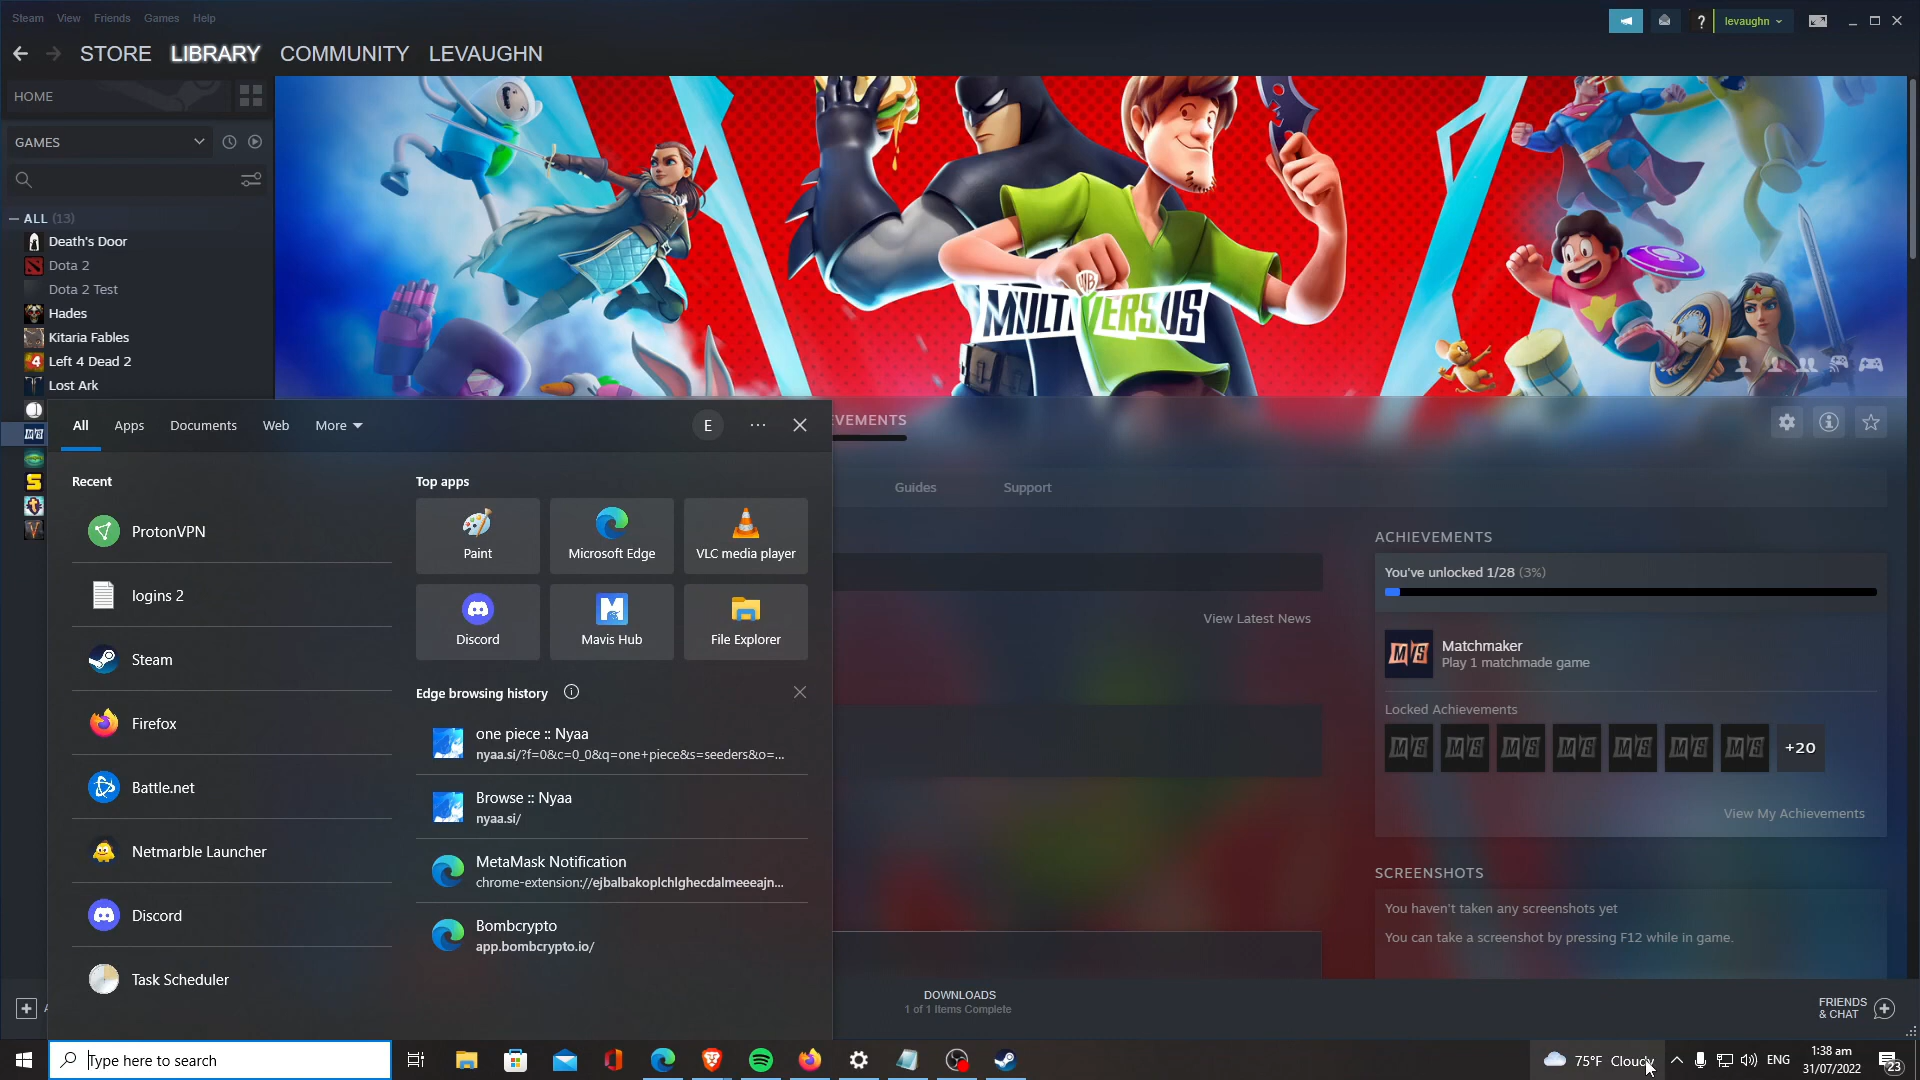 Steam View Friends Games Help
levaughn
STORE LIBRARY COMMUNITY LEVAUGHN
HOME
GAMES
ALL (13)
Death's Door
Dota 2
Dota 2 Test
Hades
Kitaria Fables
Left 4 Dead 2
Lost Ark
MULTIVERSUS
EVEMENTS
Guides Support
View Latest News
ACHIEVEMENTS
You've unlocked 1/28 (3%)
Matchmaker
Play 1 matchmade game
Locked Achievements
+20
View My Achievements
SCREENSHOTS
You haven't taken any screenshots yet
You can take a screenshot by pressing F12 while in game.
All Apps Documents Web More
E
Recent
ProtonVPN
logins 2
Steam
Firefox
Battle.net
Netmarble Launcher
Discord
Task Scheduler
Top apps
Paint Microsoft Edge VLC media player
Discord Mavis Hub File Explorer
Edge browsing history
one piece :: Nyaa
nyaa.si/?f=0&c=0_0&q=one+piece&s=seeders&o=...
Browse :: Nyaa
nyaa.si/
MetaMask Notification
chrome-extension://ejbalbakoplchlghecdalmeeeajn...
Bombcrypto
app.bombcrypto.io/
DOWNLOADS
1 of 1 Items Complete
FRIENDS
& CHAT
Type here to search
75°F Cloudy
ENG
1:38 am
31/07/2022
23